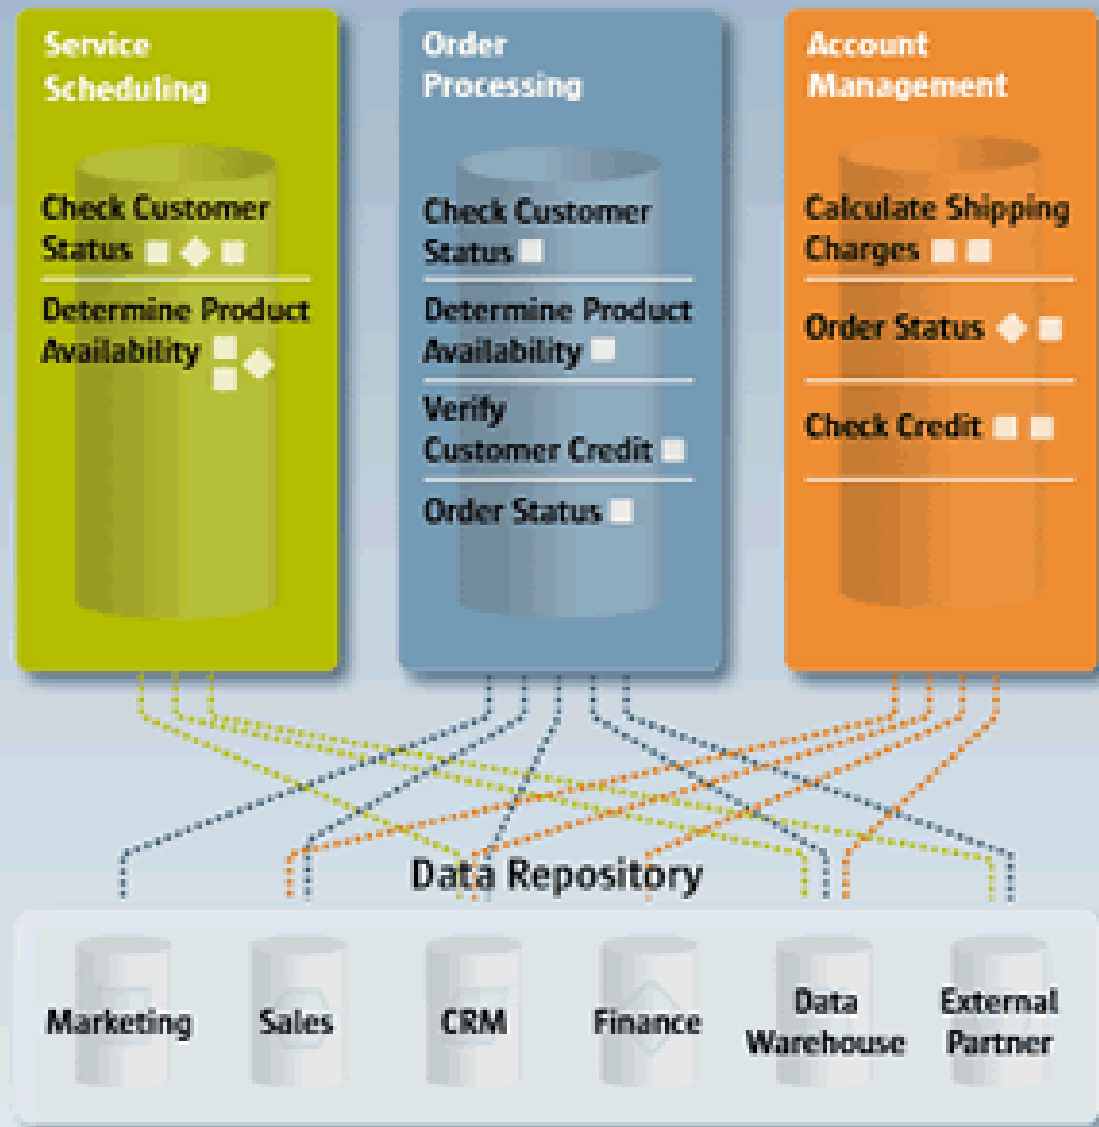 Service
Scheduling
Check Customer
Status
Determine Product
Availability
Order
Processing
Check Customer
Status
Determine Product
Availability
Verify
Customer Credit
Order Status
Account
Management
Calculate Shipping
Charges
Order Status
Check Credit
Data Repository
Marketing
Sales
CRM
Finance
Data
Warehouse
External
Partner